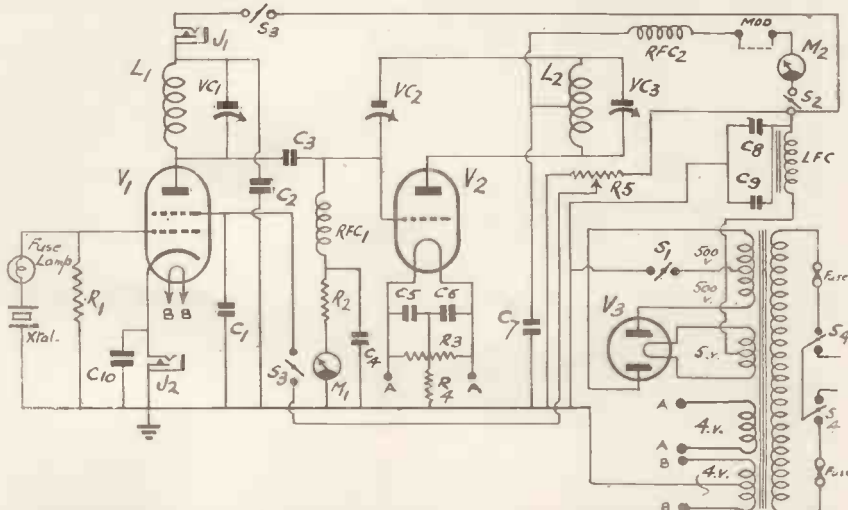 S3
J1
L1
VC1
C3
C2
V1
Fuse
Lamp
Xtal.
R1
B B
C10
J2
C1
S3
RFC1
R2
M1
C4
VC2
V2
C5 C6
R3
R
4
A A
L2
VC3
RFC2
MOD
M2
S2
R5
C7
C8
C9
LFC
S1
500
v
500
v.
V3
5.v.
A
4.v.
A
B
4.v.
B
Fuse
S4
S
4
Fuse